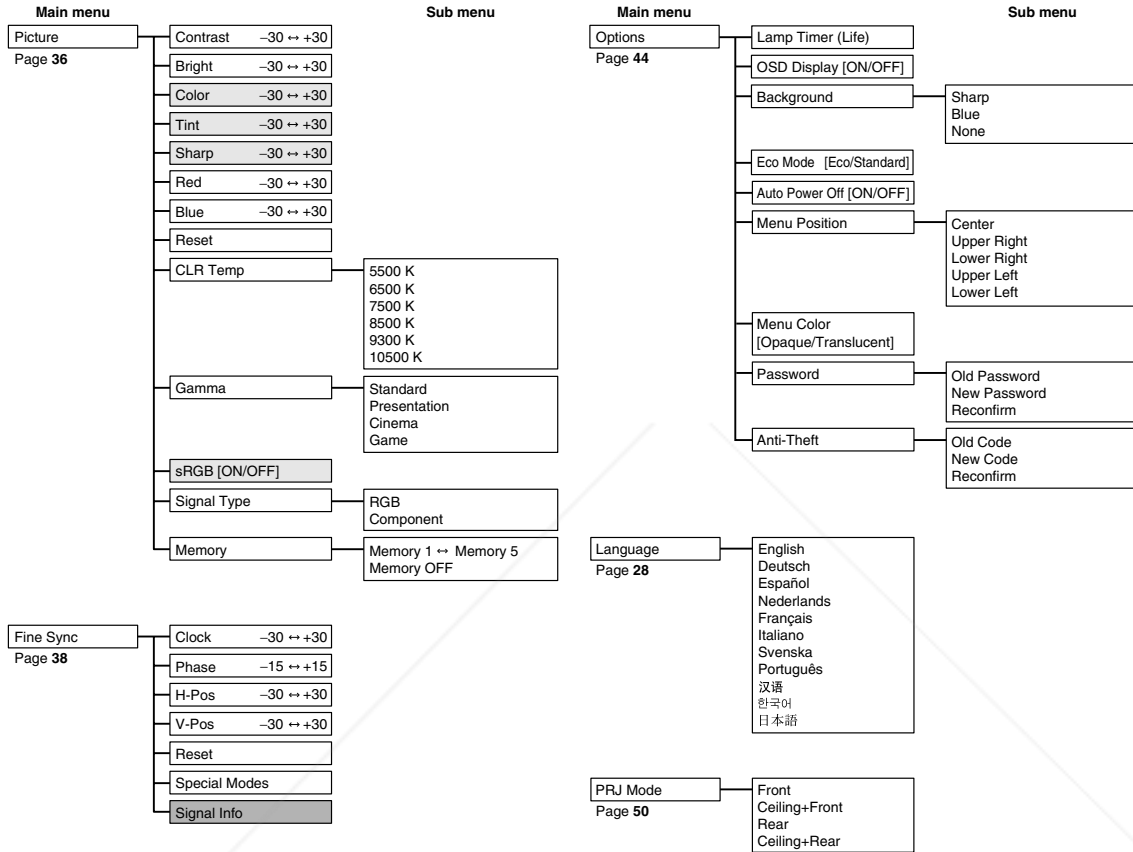 Main menu
Sub menu
Picture
Page 36
Contrast −30 ↔ +30
Bright −30 ↔ +30
Color −30 ↔ +30
Tint −30 ↔ +30
Sharp −30 ↔ +30
Red −30 ↔ +30
Blue −30 ↔ +30
Reset
CLR Temp
5500 K
6500 K
7500 K
8500 K
9300 K
10500 K
Gamma
Standard
Presentation
Cinema
Game
sRGB [ON/OFF]
Signal Type
RGB
Component
Memory
Memory 1 ↔ Memory 5
Memory OFF
Fine Sync
Page 38
Clock −30 ↔ +30
Phase −15 ↔ +15
H-Pos −30 ↔ +30
V-Pos −30 ↔ +30
Reset
Special Modes
Signal Info
Main menu
Sub menu
Options
Page 44
Lamp Timer (Life)
OSD Display [ON/OFF]
Background
Sharp
Blue
None
Eco Mode [Eco/Standard]
Auto Power Off [ON/OFF]
Menu Position
Center
Upper Right
Lower Right
Upper Left
Lower Left
Menu Color
[Opaque/Translucent]
Password
Old Password
New Password
Reconfirm
Anti-Theft
Old Code
New Code
Reconfirm
Language
Page 28
English
Deutsch
Español
Nederlands
Français
Italiano
Svenska
Português
汉语
한국어
日本語
PRJ Mode
Page 50
Front
Ceiling+Front
Rear
Ceiling+Rear